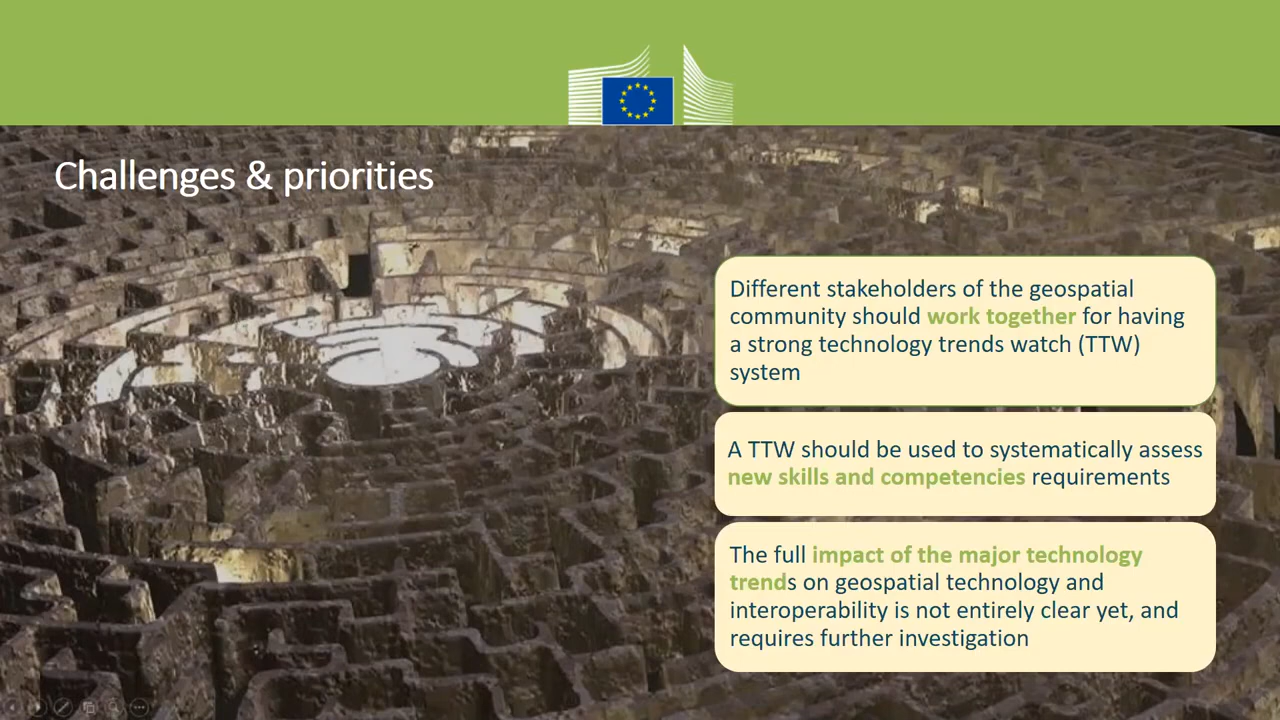 Challenges & priorities
Different stakeholders of the geospatial
community should work together for having
a strong technology trends watch (TTW)
system
A TTW should be used to systematically assess
new skills and competencies requirements
The full impact of the major technology
trends on geospatial technology and
interoperability is not entirely clear yet, and
requires further investigation